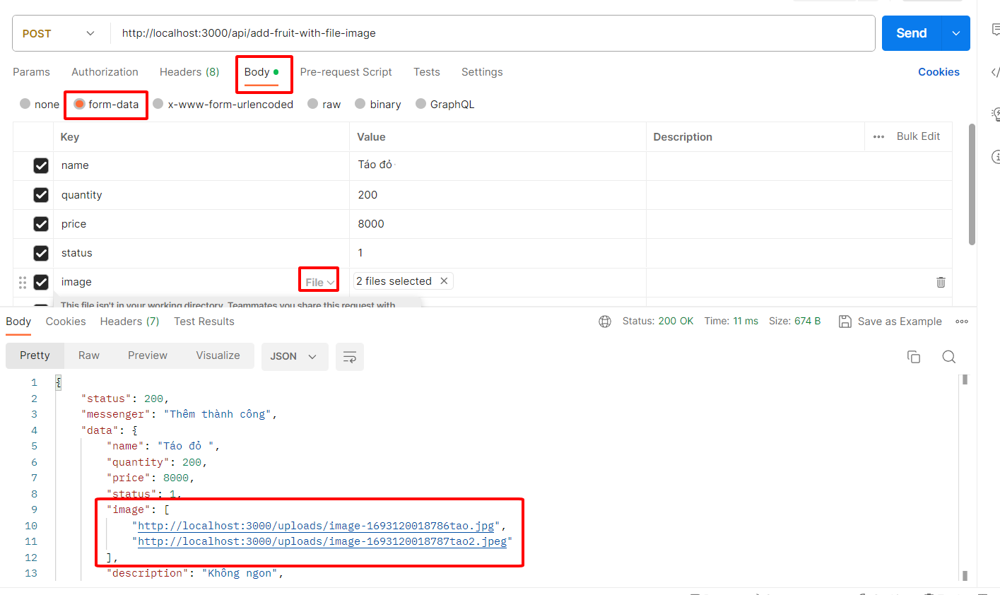 POST http://localhost:3000/api/add-fruit-with-file-image Send
Params Authorization Headers (8) Body Pre-request Script Tests Settings Cookies
none form-data x-www-form-urlencoded raw binary GraphQL
Key Value Description Bulk Edit
name Táo đỏ
quantity 200
price 8000
status 1
image File 2 files selected
This file isn't in your working directory. Teammates you share this request with
Body Cookies Headers (7) Test Results Status: 200 OK Time: 11 ms Size: 674 B Save as Example
Pretty Raw Preview Visualize JSON
1 {
2 "status": 200,
3 "messenger": "Thêm thành công",
4 "data": {
5 "name": "Táo đỏ ",
6 "quantity": 200,
7 "price": 8000,
8 "status": 1,
9 "image": [
10 "http://localhost:3000/uploads/image-1693120018786tao.jpg",
11 "http://localhost:3000/uploads/image-1693120018787tao2.jpeg"
12 ],
13 "description": "Không ngon",